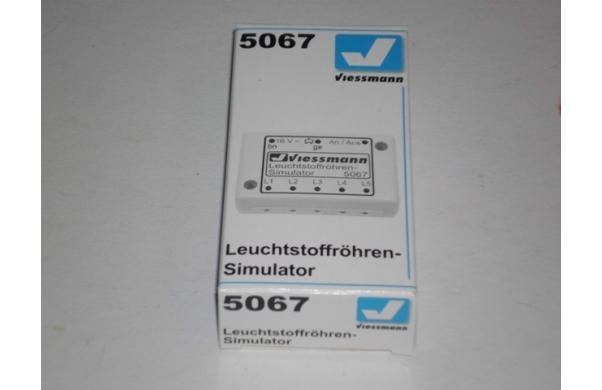 5067
Viessmann
16 V ~
An / Aus
bn
ge
Viessmann
Leuchtstoffröhren-
Simulator 5067
L1 L2 L3 L4 L5
Leuchtstoffröhren-
Simulator
5067
Viessmann
Leuchtstoffröhren-
Simulator